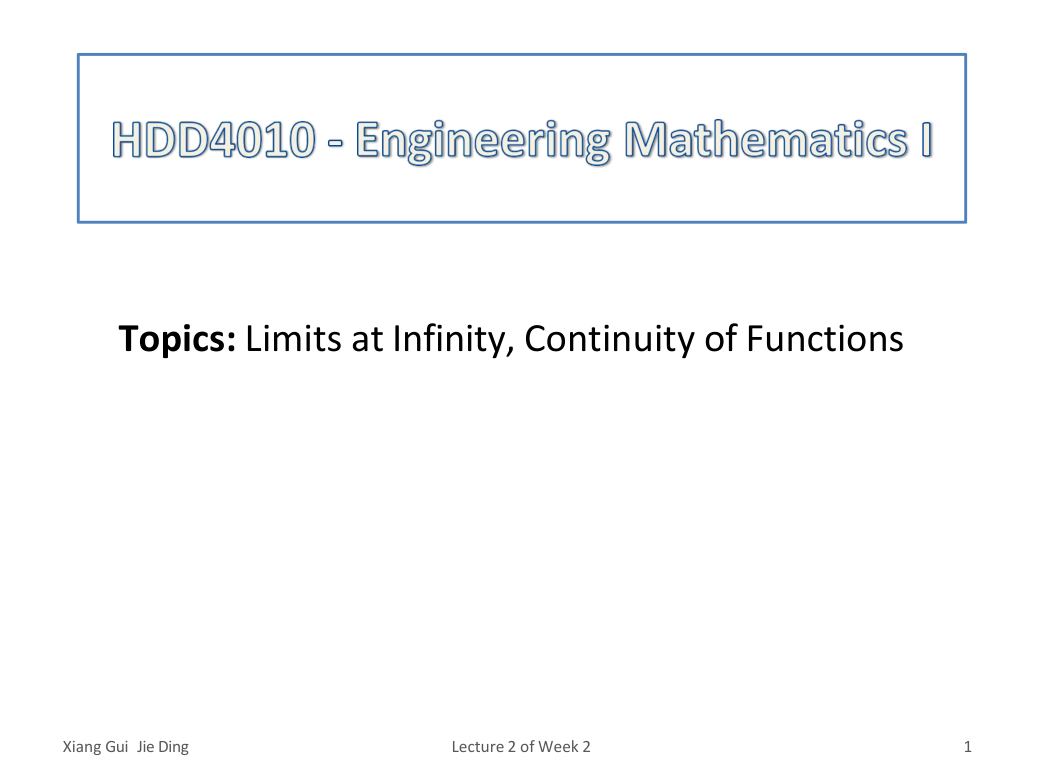 HDD4010 - Engineering Mathematics I
Topics: Limits at Infinity, Continuity of Functions
Xiang Gui  Jie Ding
Lecture 2 of Week 2
1